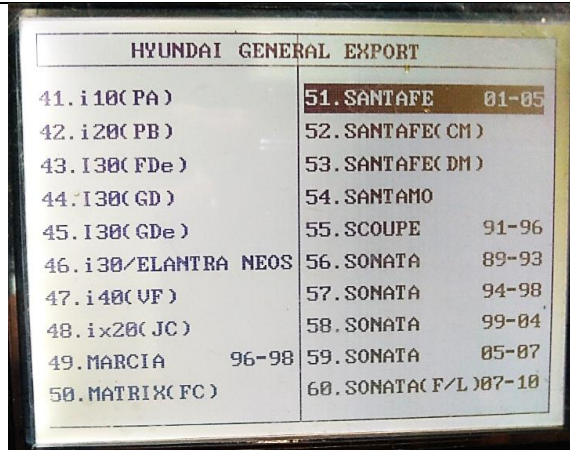 HYUNDAI GENERAL EXPORT
41.i10(PA)
42.i20(PB)
43.I30(FDe)
44.I30(GD)
45.I30(GDe)
46.i30/ELANTRA NEOS
47.i40(VF)
48.ix20(JC)
49.MARCIA 96-98
50.MATRIX(FC)
51.SANTAFE 01-05
52.SANTAFE(CM)
53.SANTAFE(DM)
54.SANTAMO
55.SCOUPE 91-96
56.SONATA 89-93
57.SONATA 94-98
58.SONATA 99-04
59.SONATA 05-07
60.SONATA(F/L)07-10